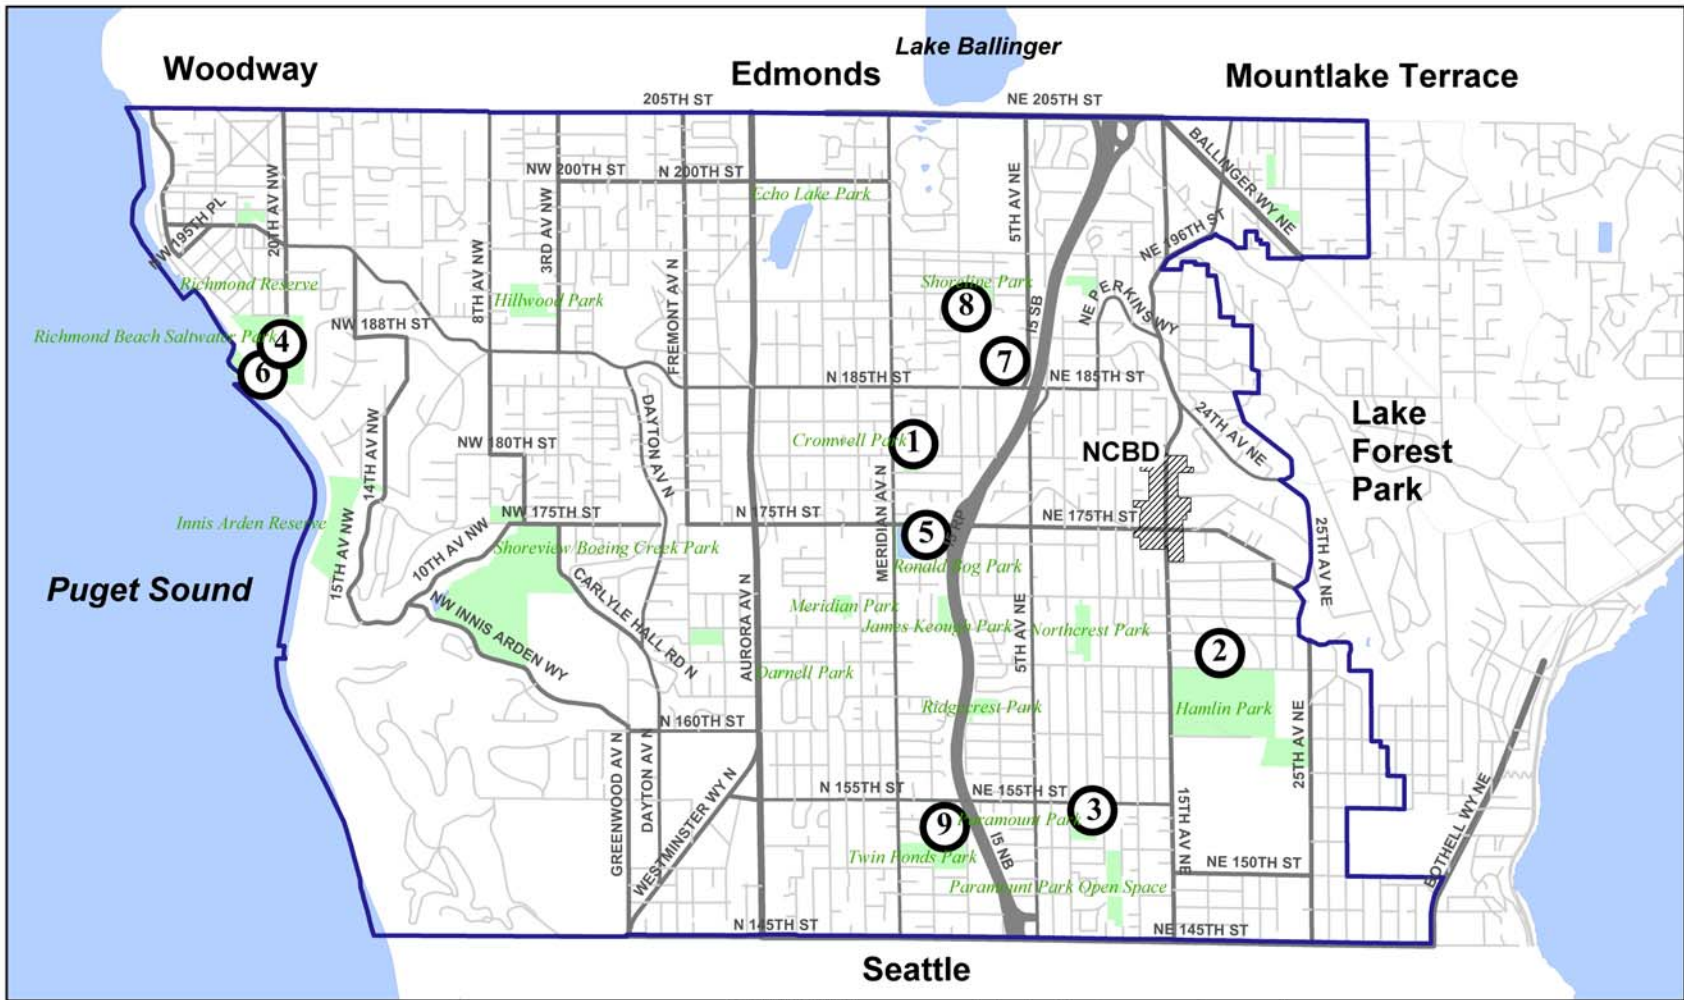 Lake Ballinger
Woodway
Edmonds
Mountlake Terrace
205TH ST
NE 205TH ST
BALLINGER WY NE
NW 200TH ST
N 200TH ST
Echo Lake Park
20TH AV NW
3RD AV NW
5TH AV NE
NW 195TH PL
NE 196TH ST
8TH AV NW
FREMONT AV N
Richmond Reserve
Hillwood Park
Shoreline Park
8
NE PERKINS WY
I5 SB
Richmond Beach Saltwater Park
4
NW 188TH ST
6
7
N 185TH ST
NE 185TH ST
DAYTON AV N
24TH AV NE
Lake
Forest
Park
14TH AV NW
NW 180TH ST
Cromwell Park
1
NCBD
MERIDIAN AV N
Innis Arden Reserve
15TH AV NW
NW 175TH ST
N 175TH ST
5
I5 RP
NE 175TH ST
25TH AV NE
10TH AV NW
Shoreview Boeing Creek Park
Ronald Bog Park
Puget Sound
CARLYLE HALL RD N
AURORA AV N
Meridian Park
James Keough Park
5TH AV NE
Northcrest Park
NW INNIS ARDEN WY
2
Darnell Park
Ridgecrest Park
Hamlin Park
N 160TH ST
25TH AV NE
GREENWOOD AV N
DAYTON AV N
WESTMINSTER WY N
N 155TH ST
NE 155TH ST
3
9
Paramount Park
15TH AV NE
BOTHELL WY NE
Twin Ponds Park
I5 NB
NE 150TH ST
Paramount Park Open Space
N 145TH ST
NE 145TH ST
Seattle